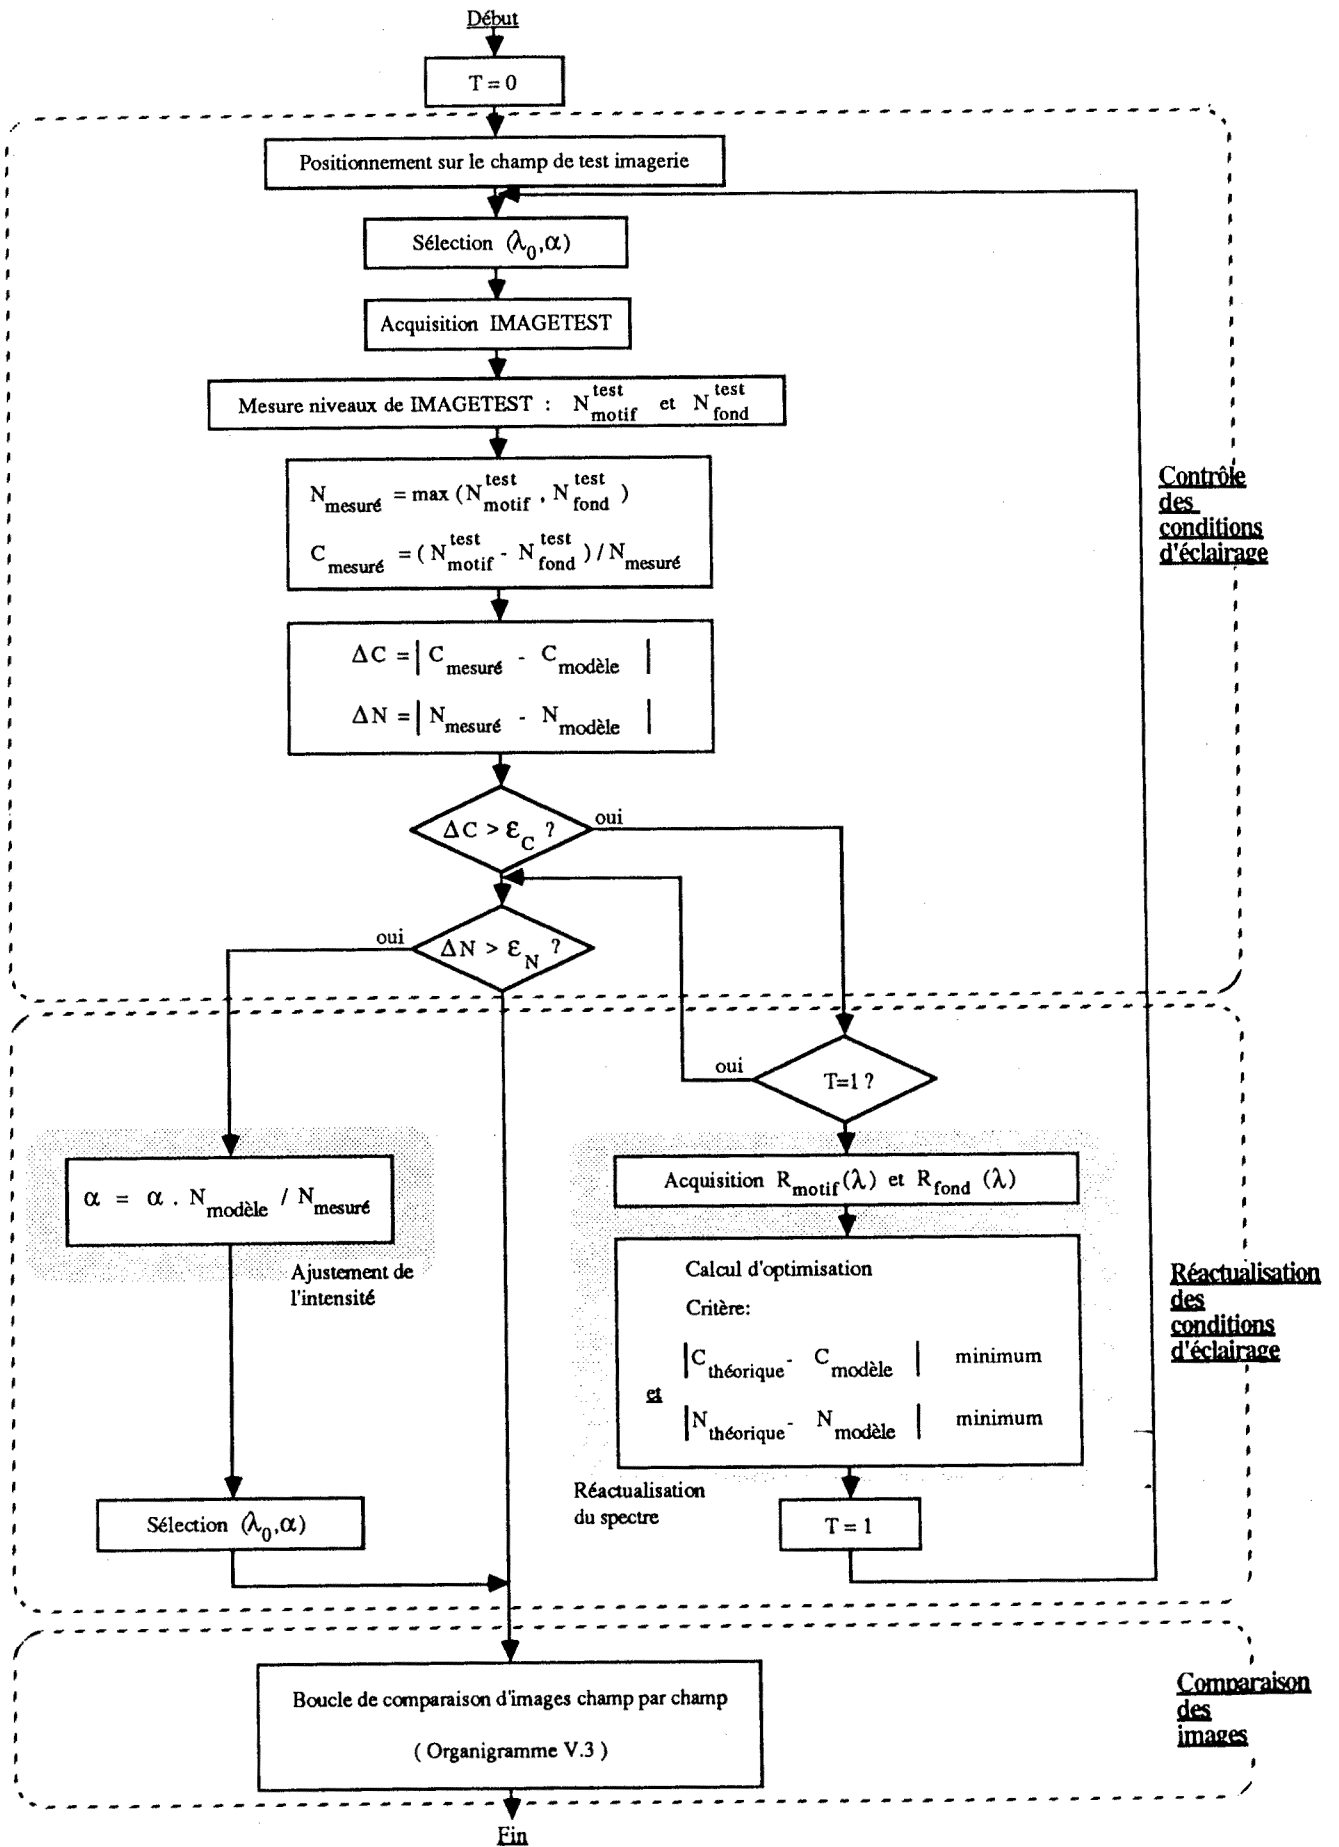 Début
T = 0
Positionnement sur le champ de test imagerie
Sélection (λ0,α)
Acquisition IMAGETEST
Mesure niveaux de IMAGETEST : N test motif et N test fond
N mesuré = max ( N test motif , N test fond )
C mesuré = ( N test motif - N test fond ) / N mesuré
Contrôle
des
conditions
d'éclairage
ΔC = | C mesuré - C modèle |
ΔN = | N mesuré - N modèle |
ΔC > εC ?
oui
ΔN > εN ?
oui
T=1 ?
oui
Acquisition R motif (λ) et R fond (λ)
α = α . N modèle / N mesuré
Ajustement de
l'intensité
Calcul d'optimisation
Critère:
| C théorique - C modèle | minimum
et
| N théorique - N modèle | minimum
Réactualisation
des
conditions
d'éclairage
Réactualisation
du spectre
Sélection (λ0,α)
T = 1
Boucle de comparaison d'images champ par champ
( Organigramme V.3 )
Comparaison
des
images
Fin